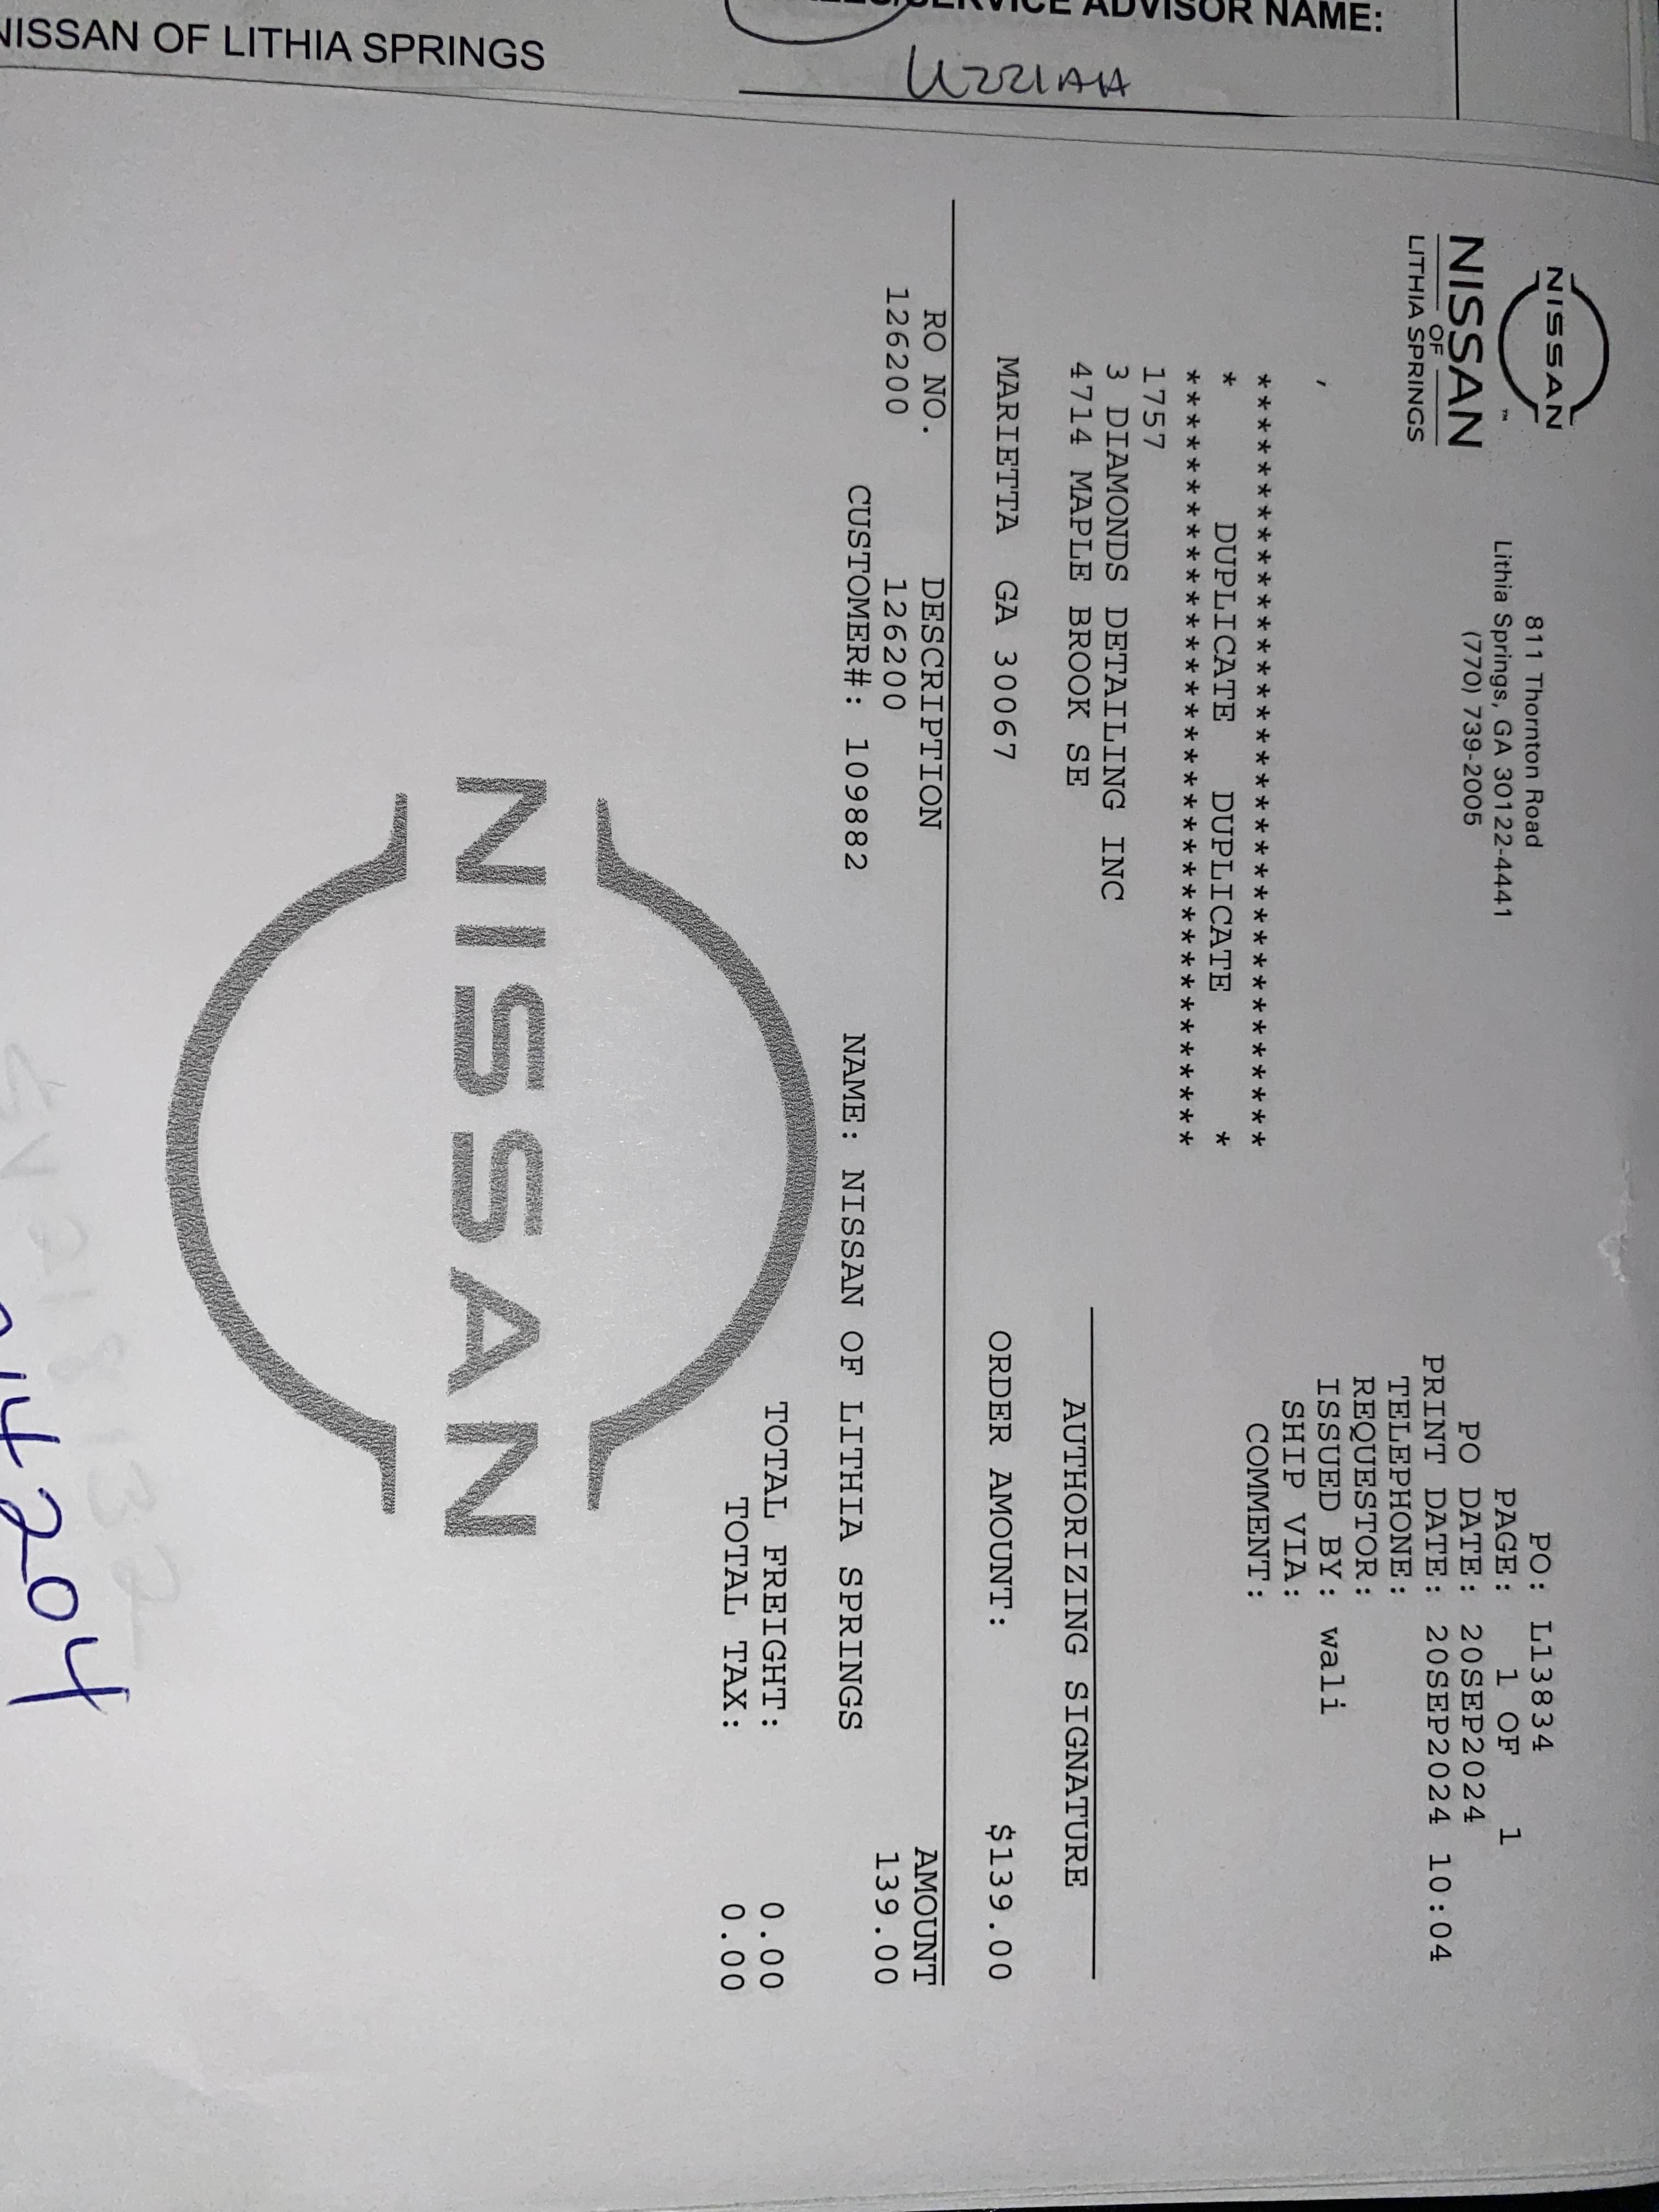 SERVICE ADVISOR NAME:
NISSAN OF LITHIA SPRINGS
UZZIAH
NISSAN
NISSAN
OF
LITHIA SPRINGS
811 Thornton Road
Lithia Springs, GA 30122-4441
(770) 739-2005
PO: L13834
PAGE: 1 OF 1
PO DATE: 20SEP2024
PRINT DATE: 20SEP2024 10:04
TELEPHONE:
REQUESTOR:
ISSUED BY: wali
SHIP VIA:
COMMENT:
,
****************************************
* DUPLICATE DUPLICATE *
****************************************
1757
3 DIAMONDS DETAILING INC
4714 MAPLE BROOK SE
AUTHORIZING SIGNATURE
MARIETTA GA 30067
ORDER AMOUNT: $139.00
RO NO. DESCRIPTION AMOUNT
126200 126200 139.00
CUSTOMER#: 109882 NAME: NISSAN OF LITHIA SPRINGS
TOTAL FREIGHT: 0.00
TOTAL TAX: 0.00
NISSAN
4204